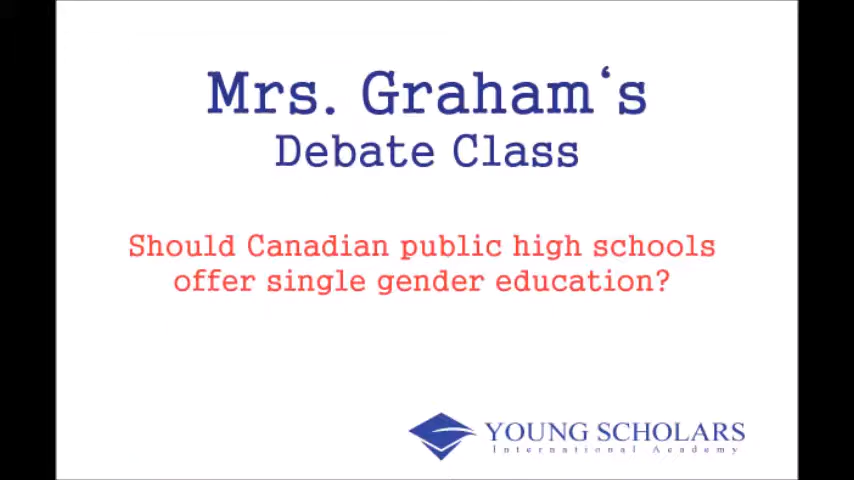 Mrs. Graham‘s
Debate Class
Should Canadian public high schools
offer single gender education?
YOUNG SCHOLARS
International Academy